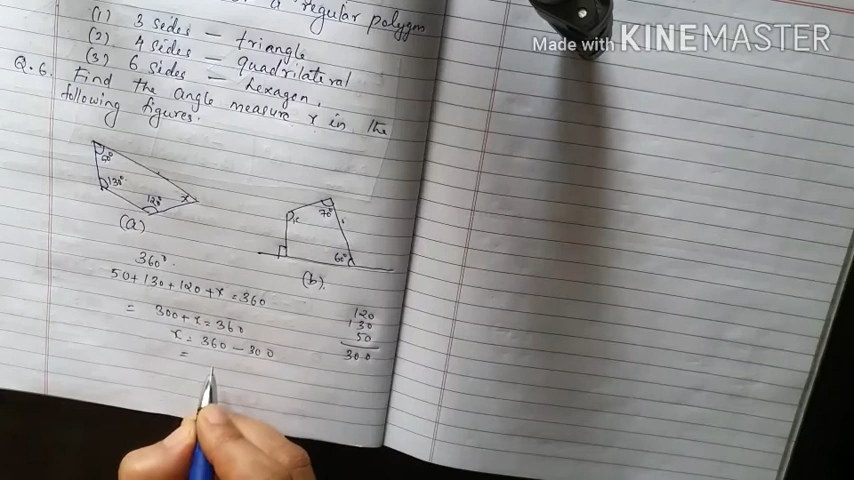 a regular polygon
(1) 3 sides — triangle
(2) 4 sides — quadrilateral
(3) 6 sides — hexagen.
Q.6. Find the angle measure x in the
following figures.
50°
130°
120°
x
(a)
70°
x
60°
(b).
360°.
50+130+120+x=360
= 300+x=360
x = 360-300
=
120
130
50
300
Made with KINEMASTER